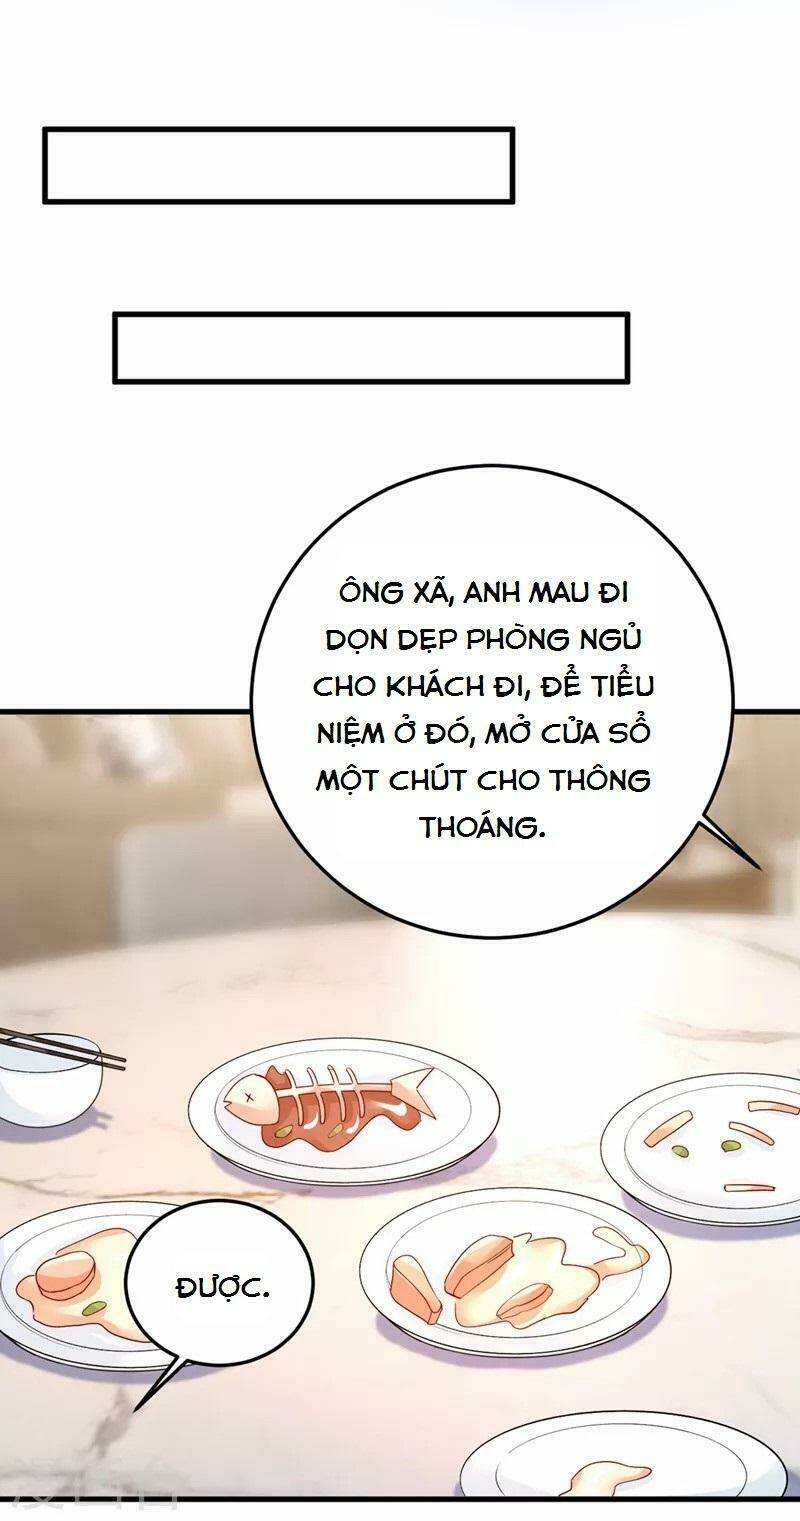 ÔNG XÃ, ANH MAU ĐI
DỌN DẸP PHÒNG NGỦ
CHO KHÁCH ĐI, ĐỂ TIỂU
NIỆM Ở ĐÓ, MỞ CỬA SỔ
MỘT CHÚT CHO THÔNG
THOÁNG.
ĐƯỢC.